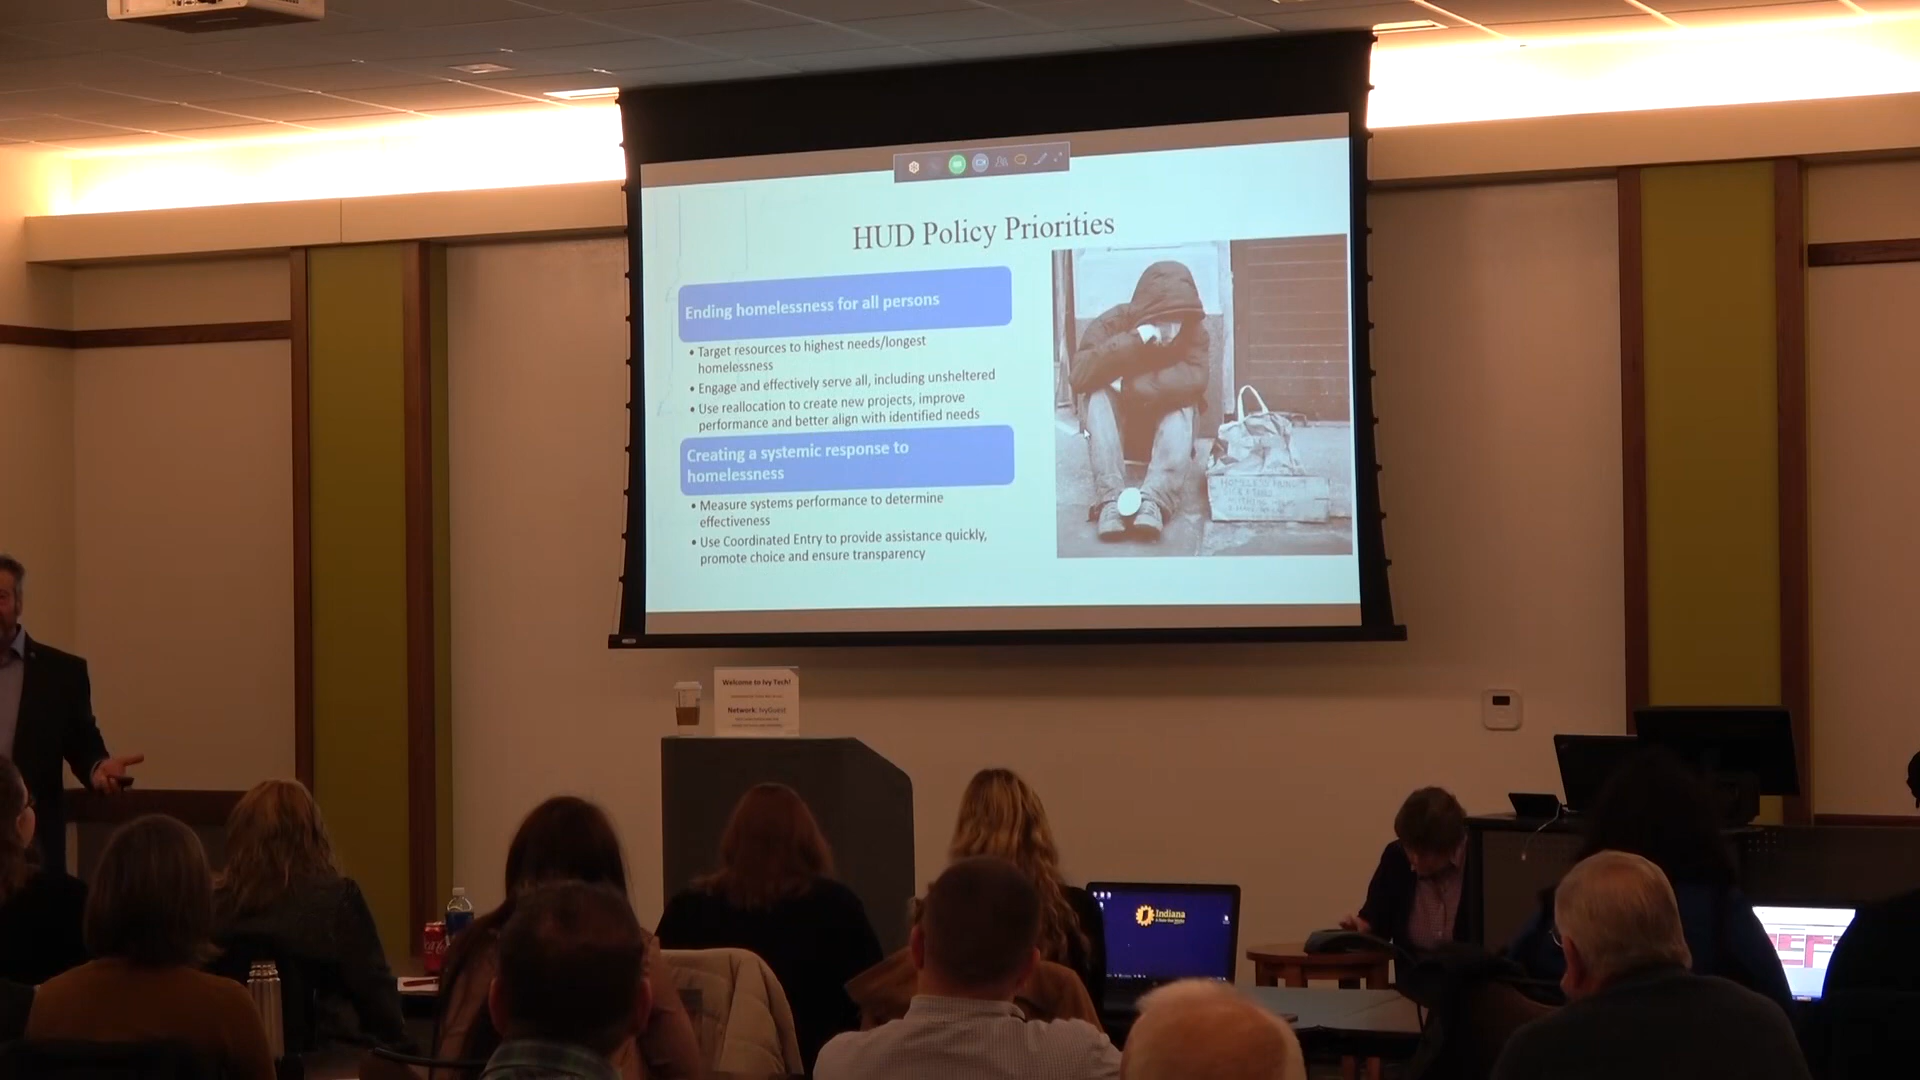 HUD Policy Priorities
Ending homelessness for all persons
• Target resources to highest needs/longest
homelessness
• Engage and effectively serve all, including unsheltered
• Use reallocation to create new projects, improve
performance and better align with identified needs
Creating a systemic response to
homelessness
• Measure systems performance to determine
effectiveness
• Use Coordinated Entry to provide assistance quickly,
promote choice and ensure transparency
Welcome to Ivy Tech!
Network: IvyGuest
Indiana